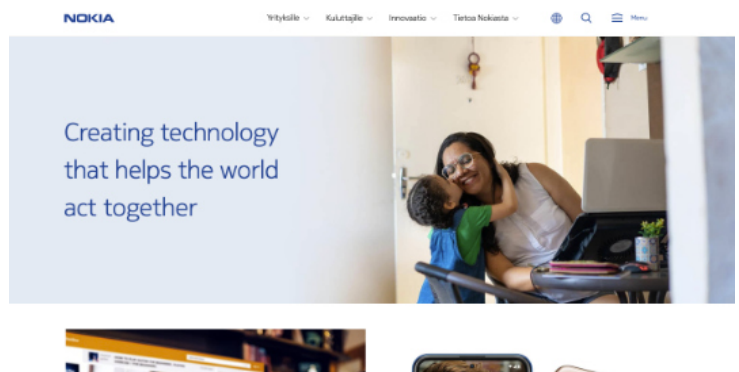 NOKIA
Yrityksille Kuluttajille Innovaatio Tietoa Nokiasta Menu
Creating technology
that helps the world
act together